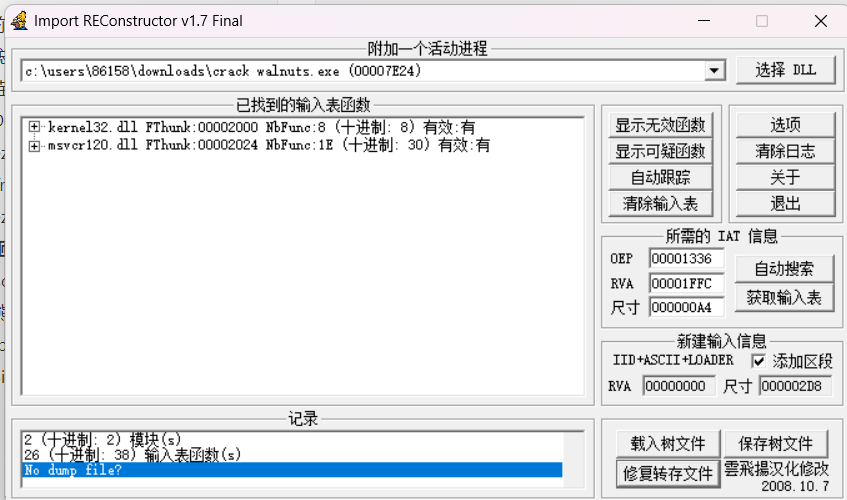 Import REConstructor v1.7 Final
附加一个活动进程
c:\users\86158\downloads\crack walnuts.exe (00007E24)
选择 DLL
已找到的输入表函数
kernel32.dll FThunk:00002000 NbFunc:8 (十进制: 8) 有效:有
msvcr120.dll FThunk:00002024 NbFunc:1E (十进制: 30) 有效:有
显示无效函数
显示可疑函数
自动跟踪
清除输入表
选项
清除日志
关于
退出
所需的 IAT 信息
OEP 00001336
RVA 00001FFC
尺寸 000000A4
自动搜索
获取输入表
新建输入信息
IID+ASCII+LOADER 添加区段
RVA 00000000 尺寸 000002D8
记录
2 (十进制: 2) 模块(s)
26 (十进制: 38) 输入表函数(s)
No dump file?
载入树文件
保存树文件
修复转存文件
雲飛揚汉化修改
2008.10.7